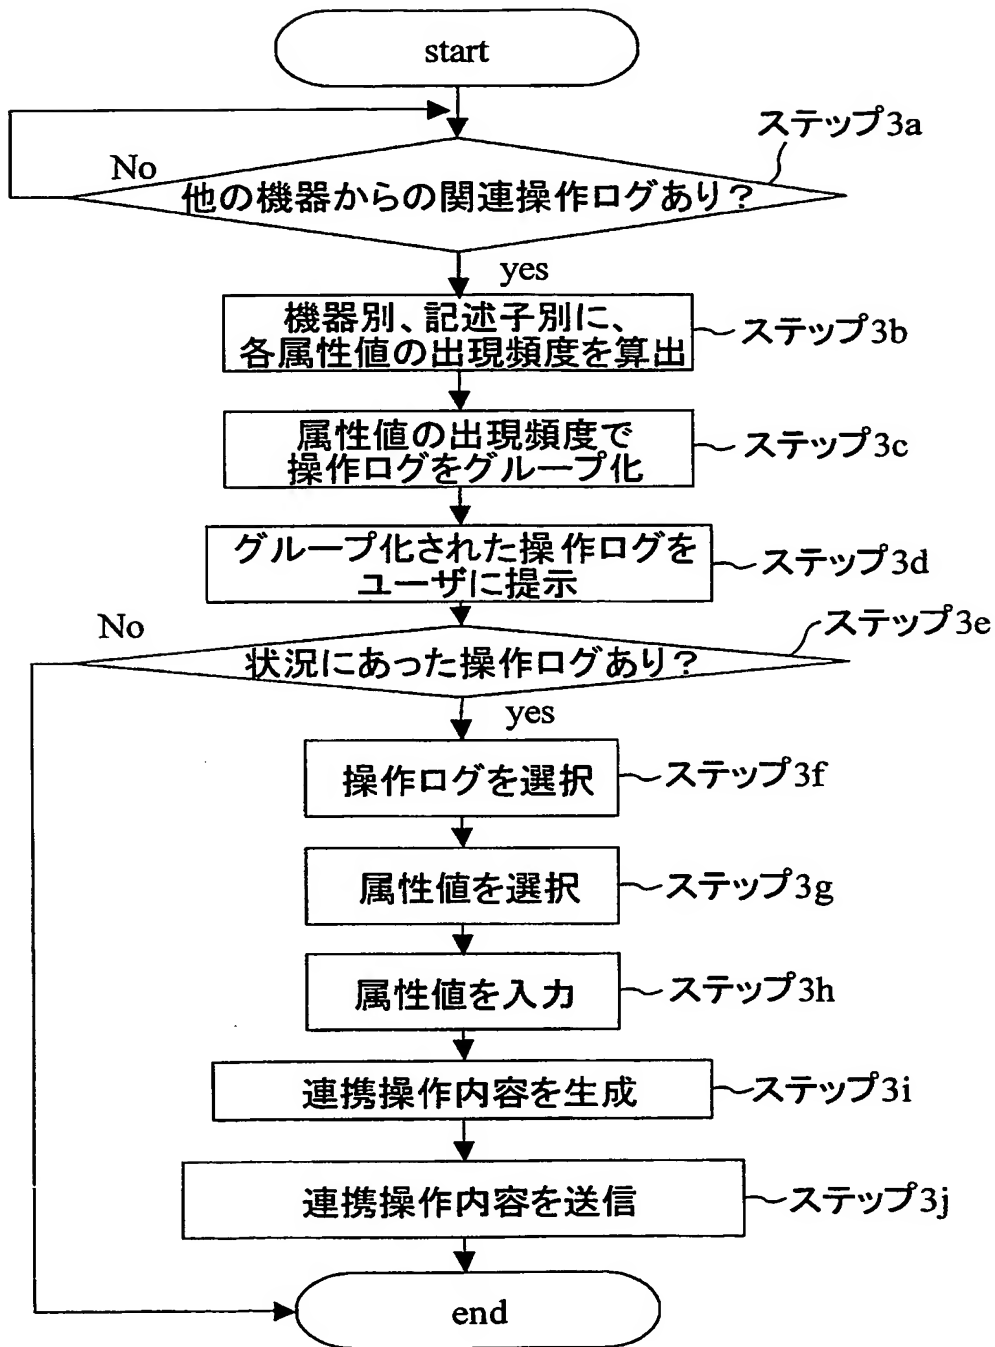 start
ステップ3a
No
他の機器からの関連操作ログあり？
yes
機器別、記述子別に、
各属性値の出現頻度を算出
ステップ3b
属性値の出現頻度で
操作ログをグループ化
ステップ3c
グループ化された操作ログを
ユーザに提示
ステップ3d
No
ステップ3e
状況にあった操作ログあり？
yes
操作ログを選択
ステップ3f
属性値を選択
ステップ3g
属性値を入力
ステップ3h
連携操作内容を生成
ステップ3i
連携操作内容を送信
ステップ3j
end